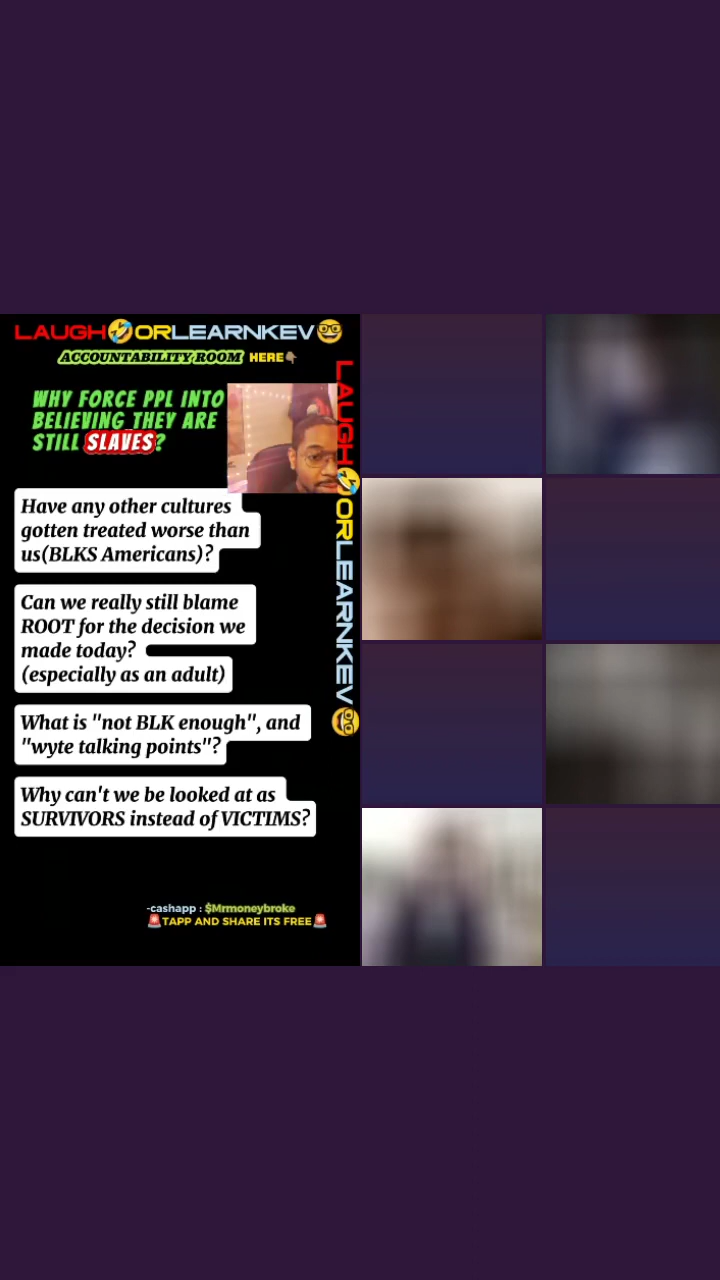 LAUGH🤣ORLEARNKEV🤓
ACCOUNTABILITY ROOM HERE👇🏽
WHY FORCE PPL INTO
BELIEVING THEY ARE
STILL SLAVES?
Have any other cultures
gotten treated worse than
us(BLKS Americans)?
Can we really still blame
ROOT for the decision we
made today?
(especially as an adult)
What is "not BLK enough", and
"wyte talking points"?
Why can't we be looked at as
SURVIVORS instead of VICTIMS?
LAUGH🤣ORLEARNKEV🤓
-cashapp : $Mrmoneybroke
🚨TAPP AND SHARE ITS FREE🚨